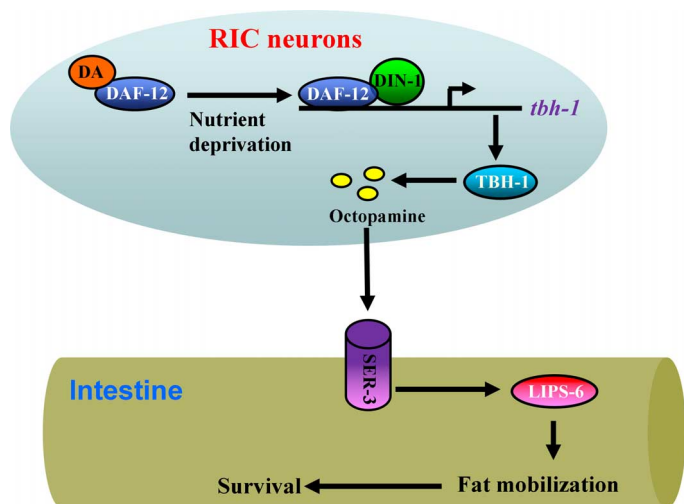 RIC neurons
DA
DAF-12
Nutrient
deprivation
DAF-12
DIN-1
tbh-1
TBH-1
Octopamine
SER-3
Intestine
LIPS-6
Fat mobilization
Survival